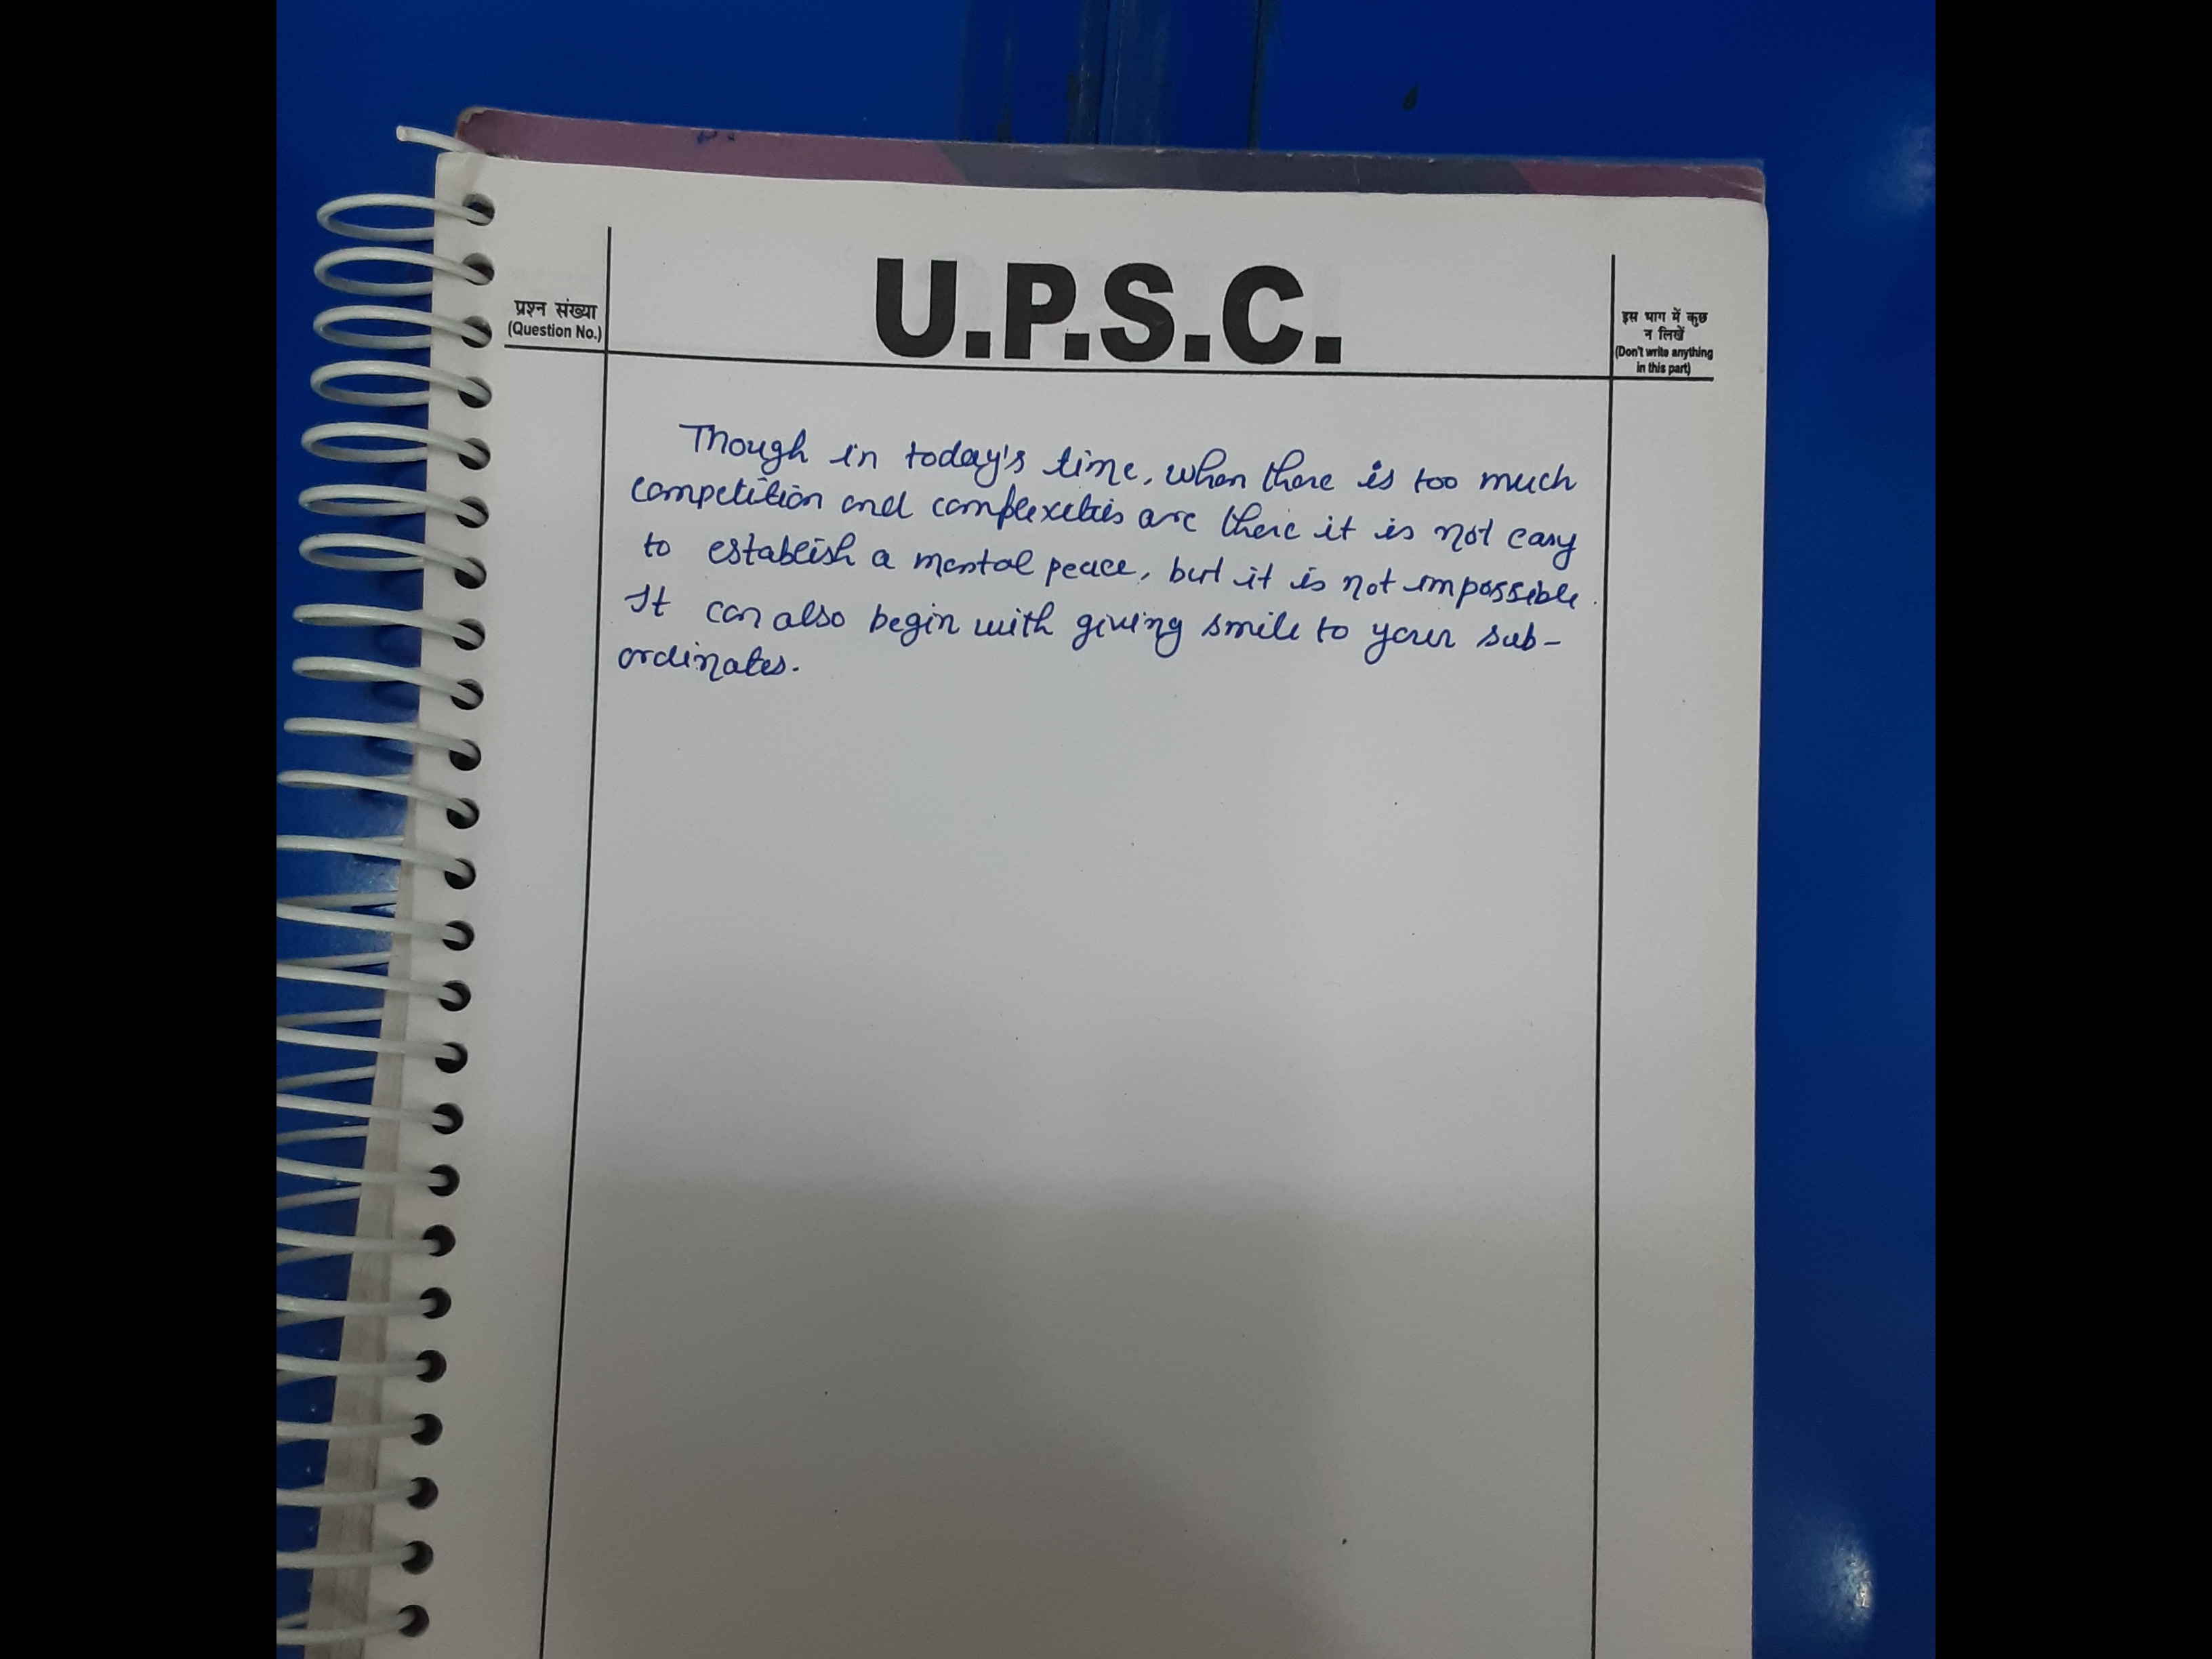 U.P.S.C.
प्रश्न संख्या
(Question No.)
इस भाग में कुछ
न लिखें
(Don't write anything
in this part)
Though in today's time, when there is too much
competition and complexities are there it is not easy
to establish a mental peace, but it is not impossible.
It can also begin with giving smile to your sub-
ordinates.